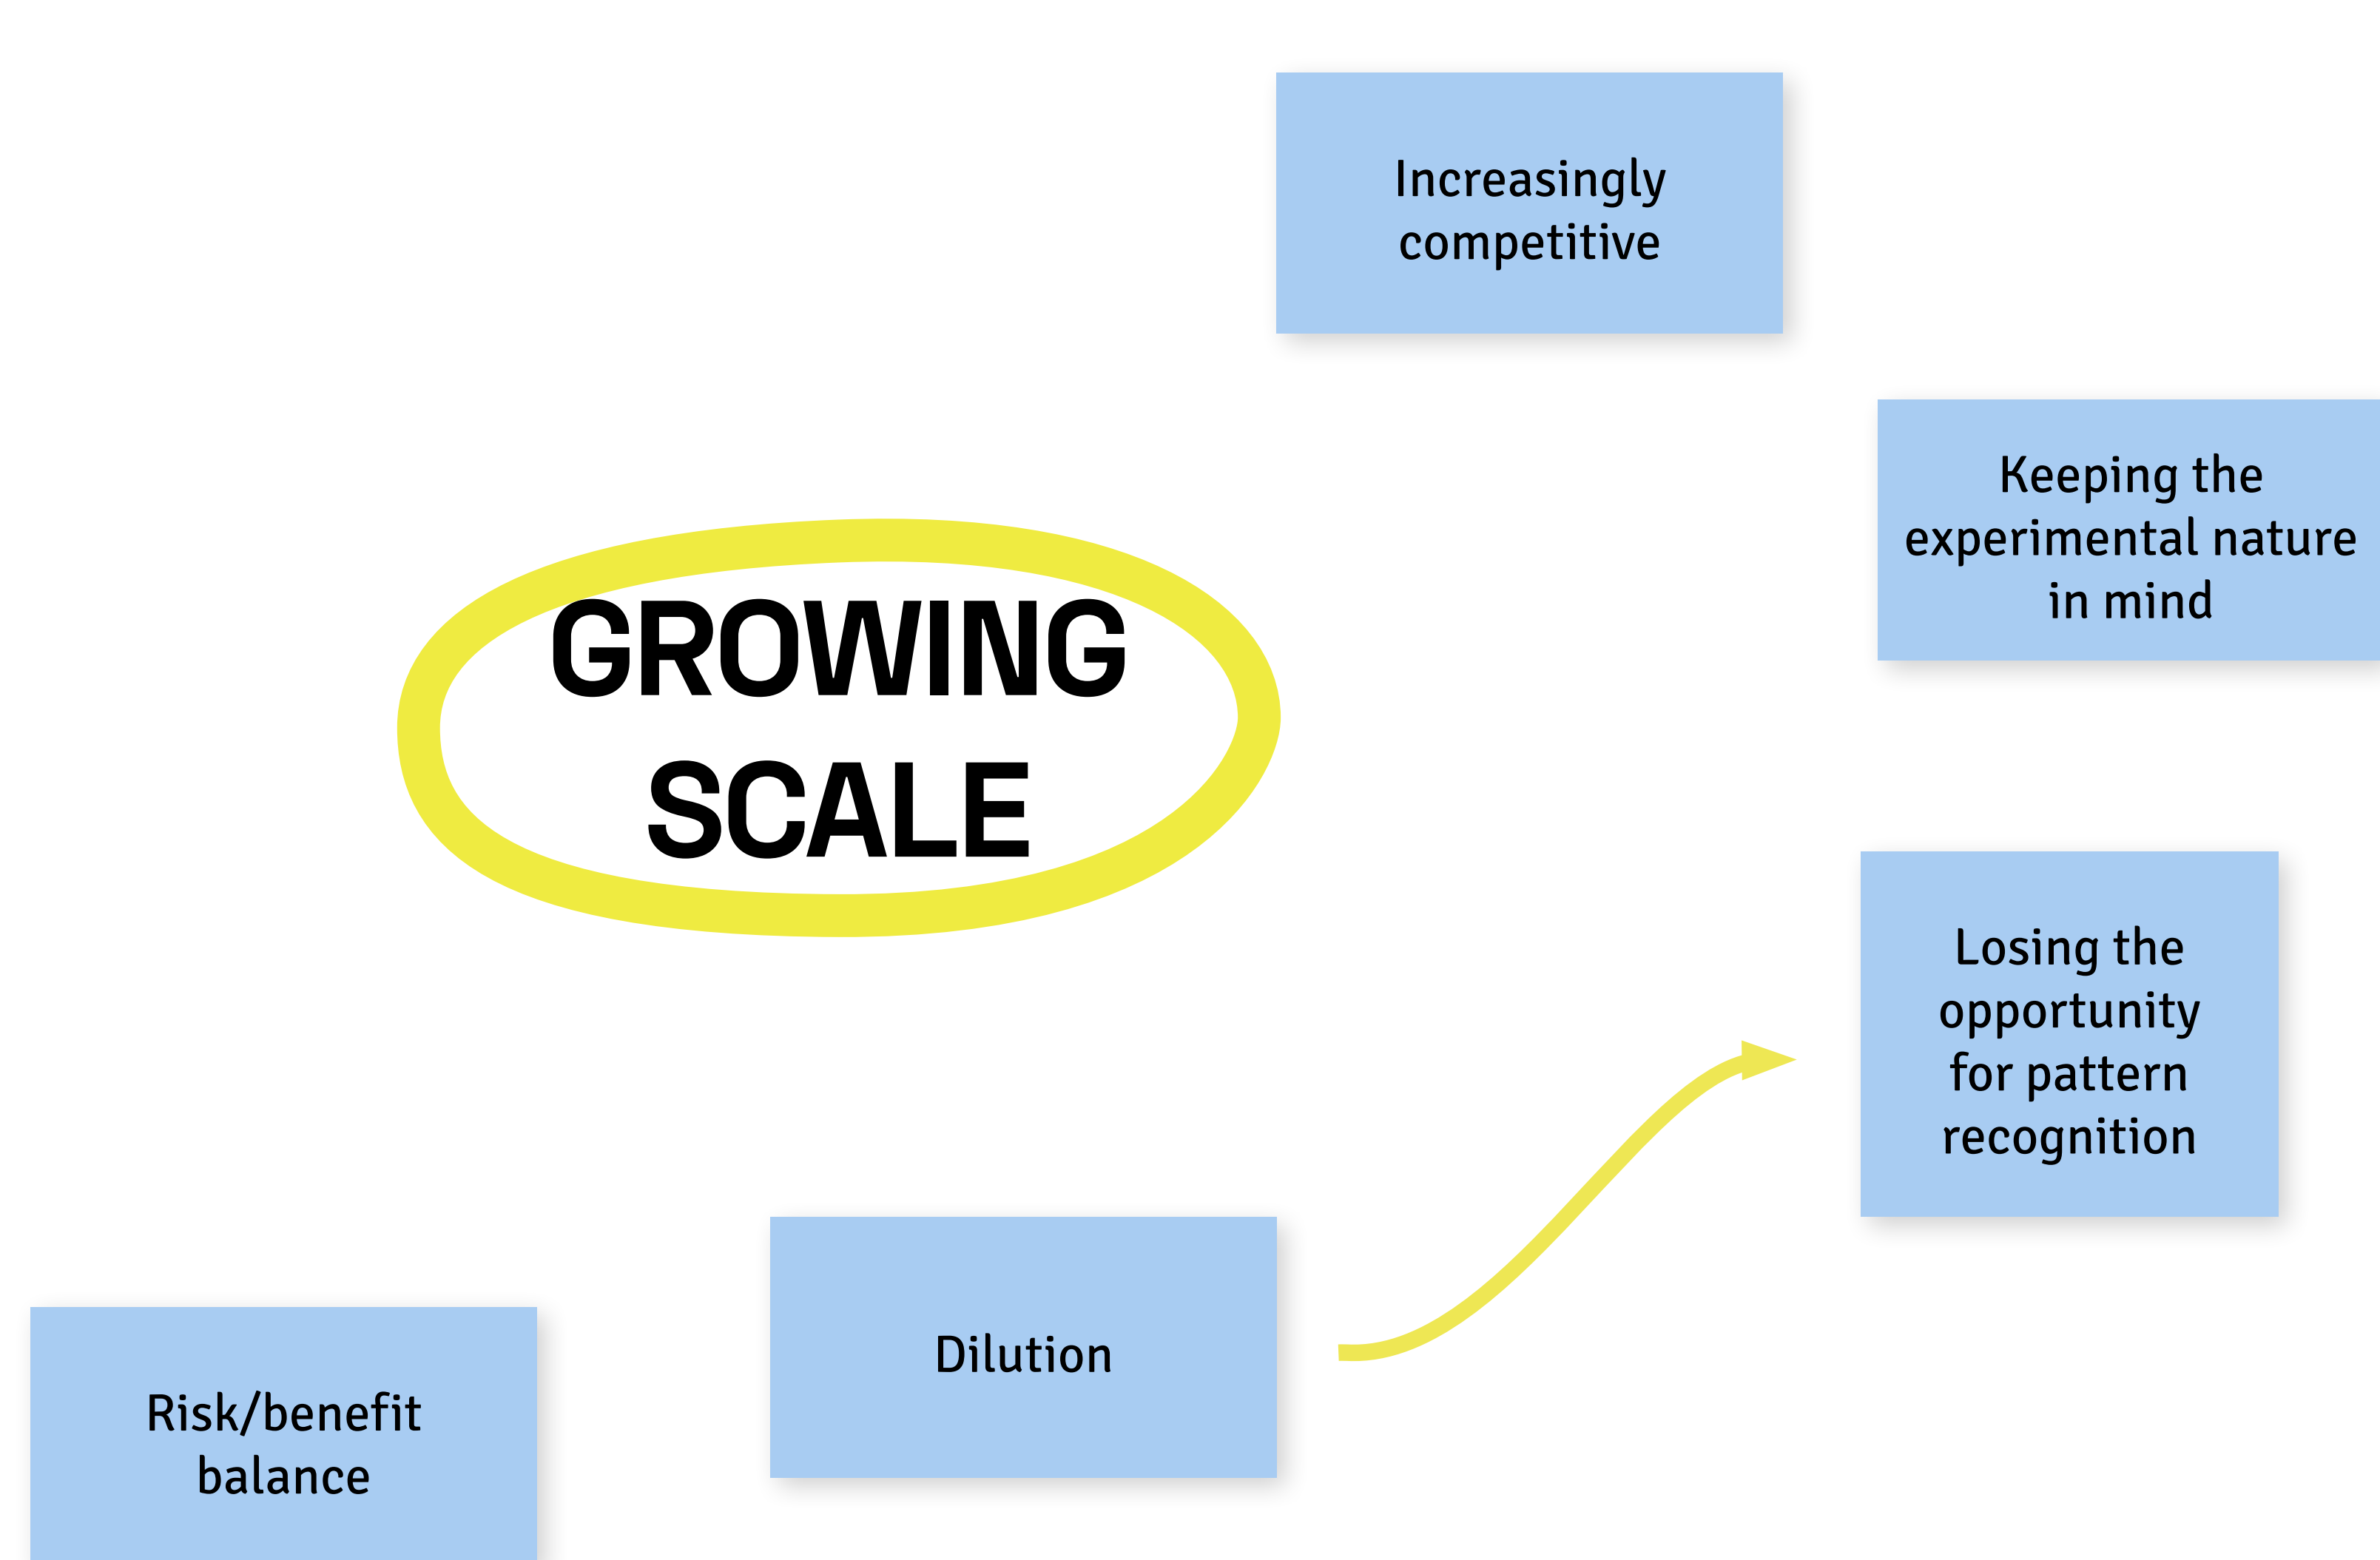 Increasingly
competitive
Keeping the
experimental nature
in mind
GROWING
SCALE
Losing the
opportunity
for pattern
recognition
Dilution
Risk/benefit
balance